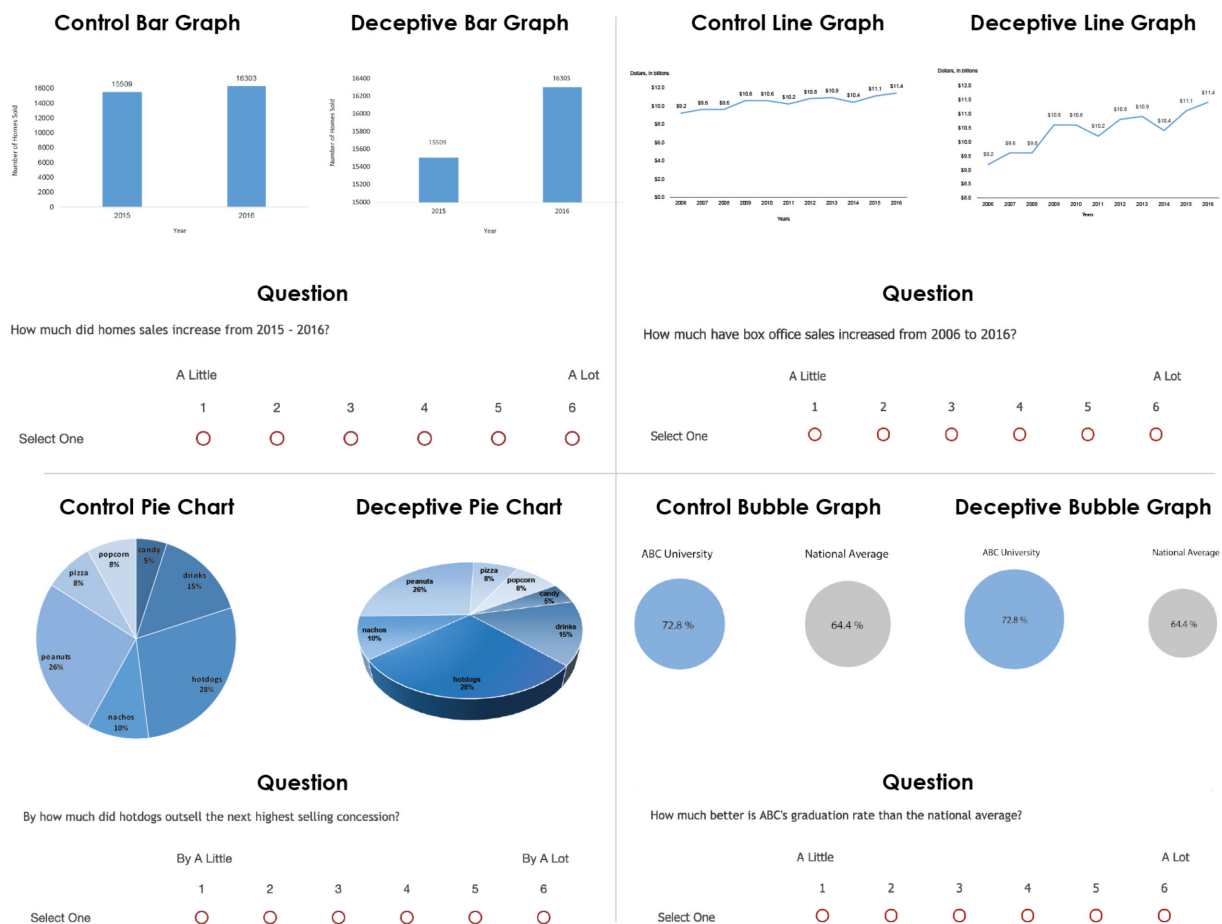 Control Bar Graph
Deceptive Bar Graph
Number of Homes Sold
16000
14000
12000
10000
8000
6000
4000
2000
0
15509
16303
2015
2016
Year
Number of Homes Sold
16400
16200
16000
15800
15600
15400
15200
15000
15509
16303
2015
2016
Year
Question
How much did homes sales increase from 2015 - 2016?
A Little
A Lot
1 2 3 4 5 6
Select One
Control Line Graph
Deceptive Line Graph
Dollars, in billions
$12.0
$10.0
$8.0
$6.0
$4.0
$2.0
$0.0
$9.2 $9.6 $9.6 $10.6 $10.6 $10.2 $10.8 $10.9 $10.4 $11.1 $11.4
2006 2007 2008 2009 2010 2011 2012 2013 2014 2015 2016
Years
Dollars, in billions
$12.0
$11.5
$11.0
$10.5
$10.0
$9.5
$9.0
$8.5
$8.0
$9.2 $9.6 $9.6 $10.6 $10.6 $10.2 $10.8 $10.9 $10.4 $11.1 $11.4
2006 2007 2008 2009 2010 2011 2012 2013 2014 2015 2016
Years
Question
How much have box office sales increased from 2006 to 2016?
A Little
A Lot
1 2 3 4 5 6
Select One
Control Pie Chart
Deceptive Pie Chart
candy
5%
drinks
15%
hotdogs
28%
nachos
10%
peanuts
26%
pizza
8%
popcorn
8%
peanuts
26%
pizza
8%
popcorn
8%
candy
5%
drinks
15%
hotdogs
28%
nachos
10%
Question
By how much did hotdogs outsell the next highest selling concession?
By A Little
By A Lot
1 2 3 4 5 6
Select One
Control Bubble Graph
Deceptive Bubble Graph
ABC University
National Average
72.8 %
64.4 %
ABC University
National Average
72.8 %
64.4 %
Question
How much better is ABC's graduation rate than the national average?
A Little
A Lot
1 2 3 4 5 6
Select One